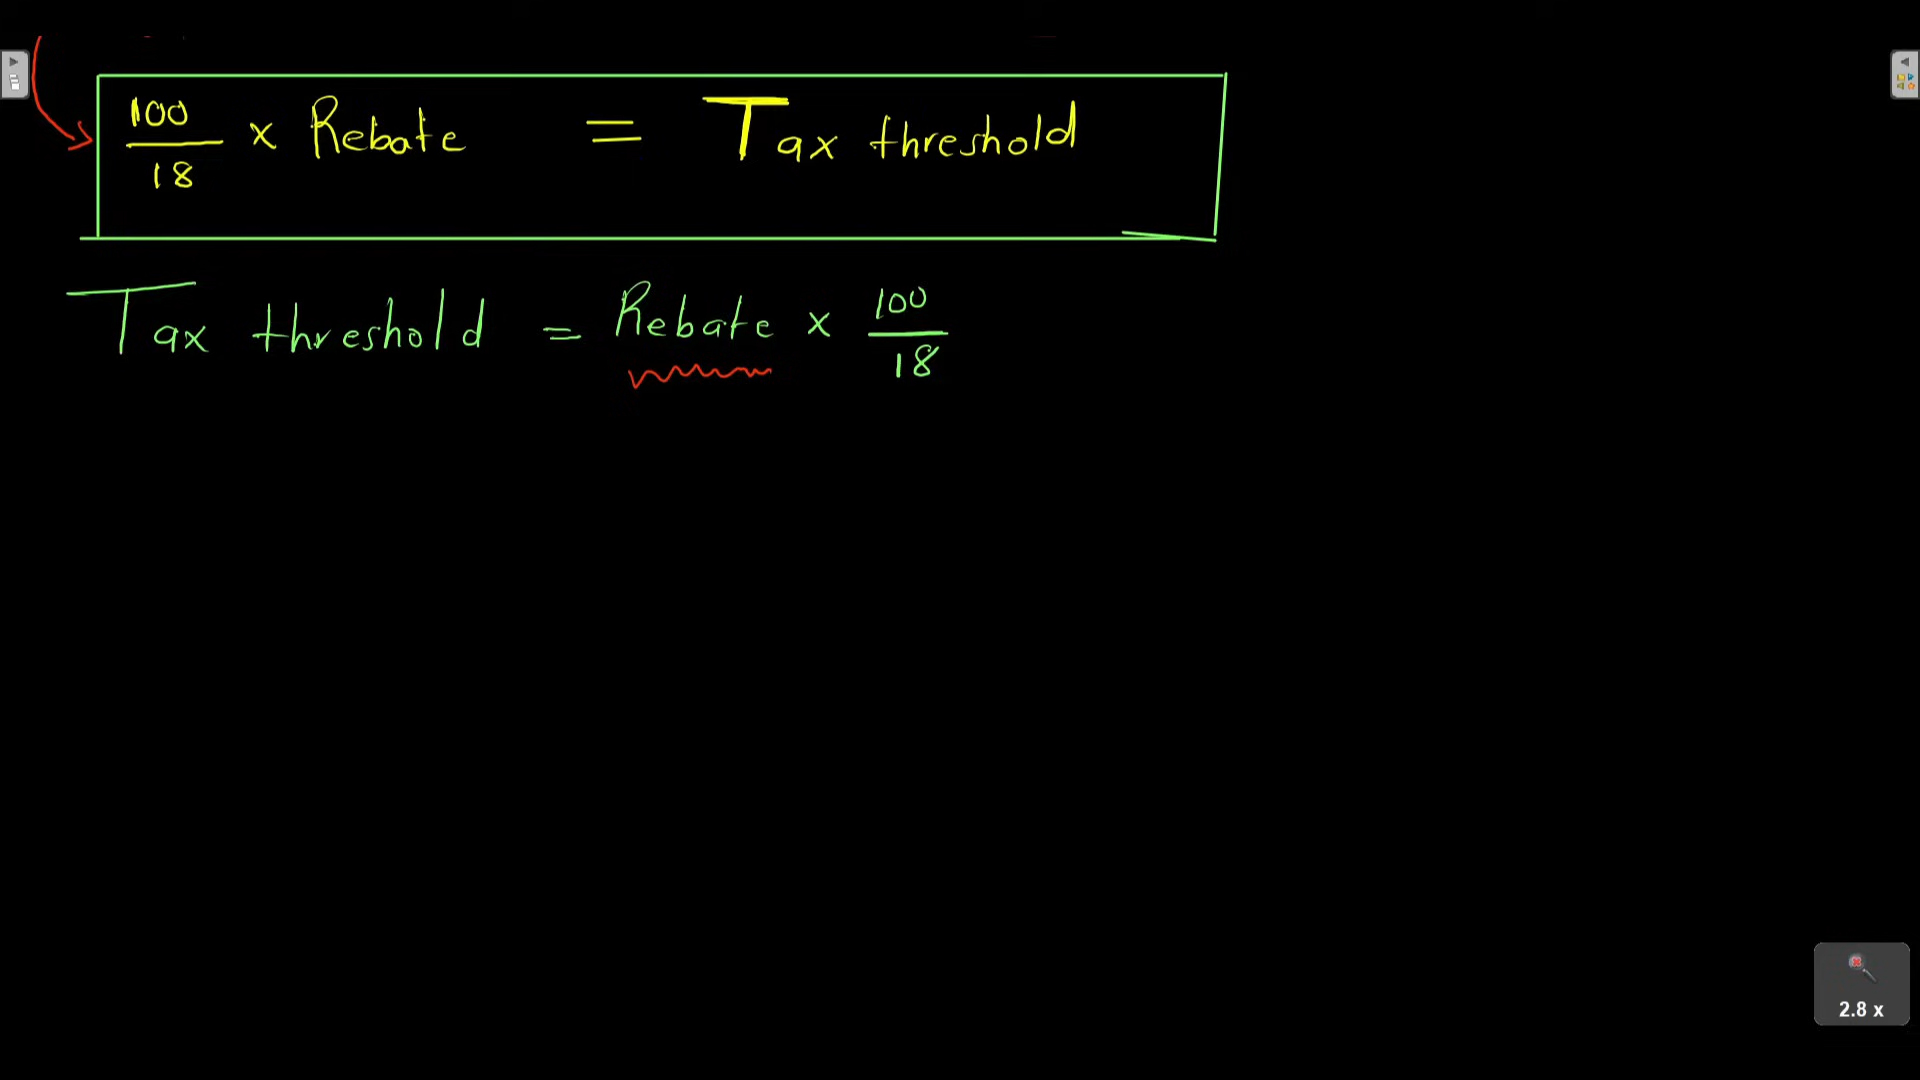 100/18 x Rebate = Tax threshold
Tax threshold = Rebate x 100/18
2.8 x